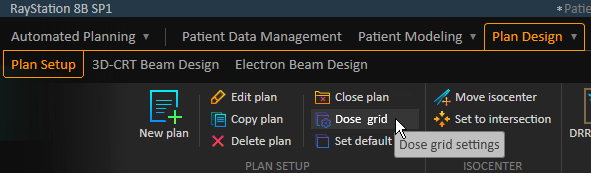 RayStation 8B SP1
*Patie
Automated Planning Patient Data Management Patient Modeling Plan Design
Plan Setup 3D-CRT Beam Design Electron Beam Design
New plan
Edit plan
Copy plan
Delete plan
Close plan
Dose grid
Set default
Dose grid settings
PLAN SETUP
Move isocenter
Set to intersection
ISOCENTER
DRR